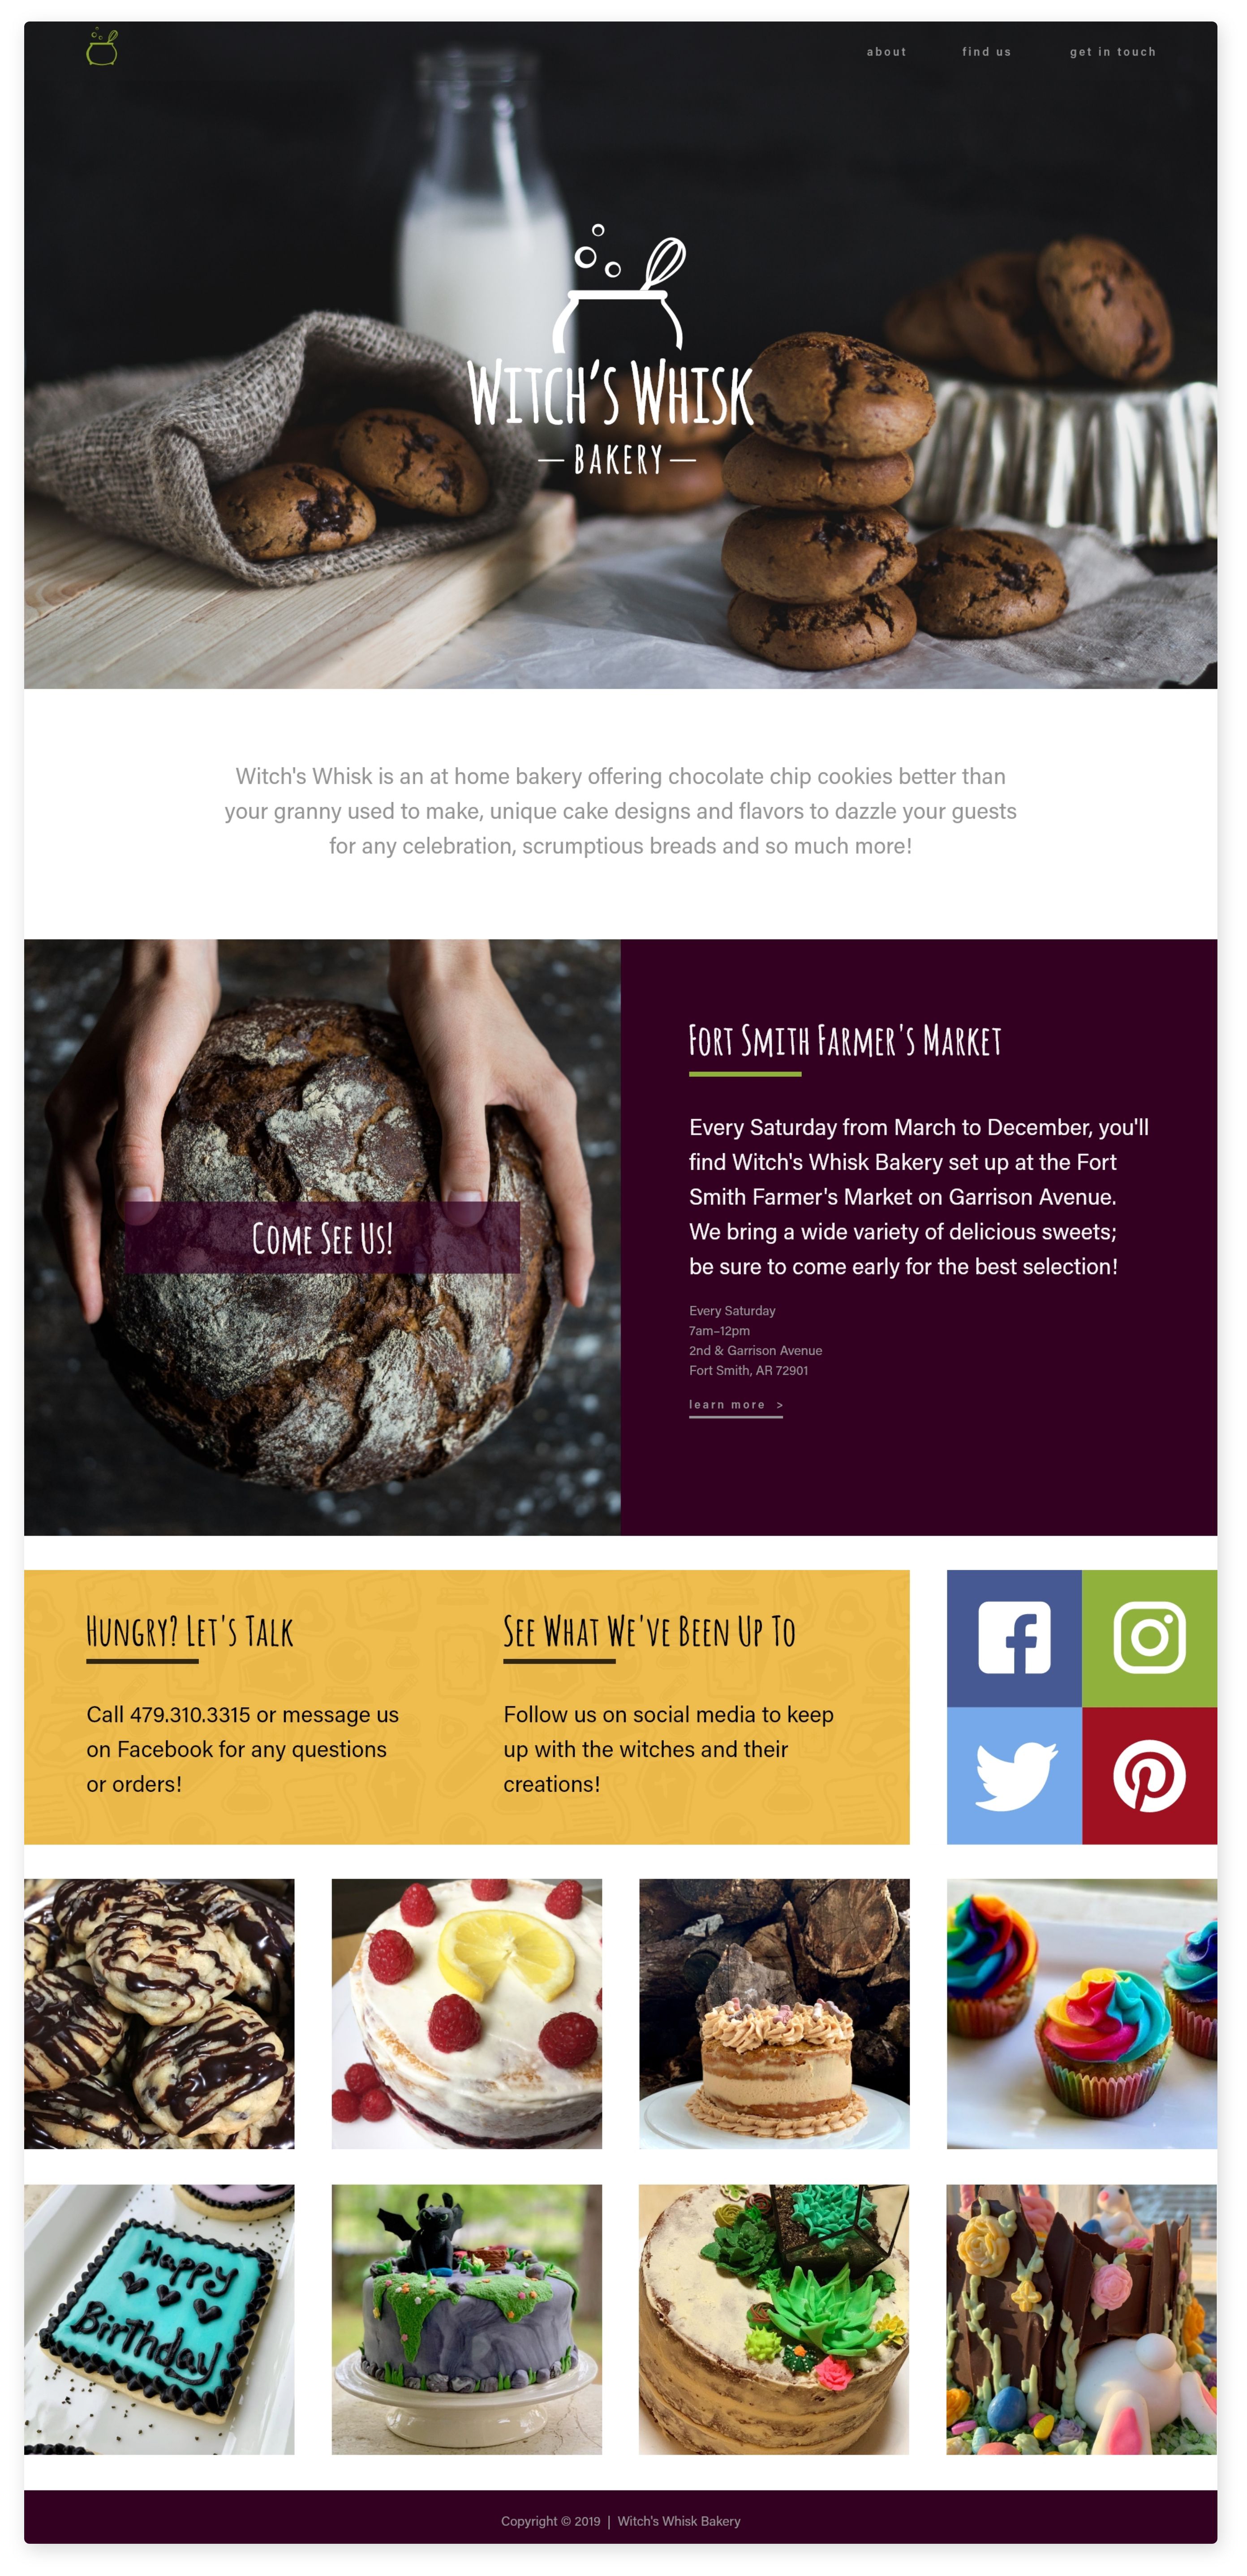 about find us get in touch
Witch's Whisk
BAKERY
Witch's Whisk is an at home bakery offering chocolate chip cookies better than
your granny used to make, unique cake designs and flavors to dazzle your guests
for any celebration, scrumptious breads and so much more!
Come See Us!
Fort Smith Farmer's Market
Every Saturday from March to December, you'll
find Witch's Whisk Bakery set up at the Fort
Smith Farmer's Market on Garrison Avenue.
We bring a wide variety of delicious sweets;
be sure to come early for the best selection!
Every Saturday
7am–12pm
2nd & Garrison Avenue
Fort Smith, AR 72901
learn more >
Hungry? Let's Talk
Call 479.310.3315 or message us
on Facebook for any questions
or orders!
See What We've Been Up To
Follow us on social media to keep
up with the witches and their
creations!
Happy
Birthday
Copyright © 2019 | Witch's Whisk Bakery